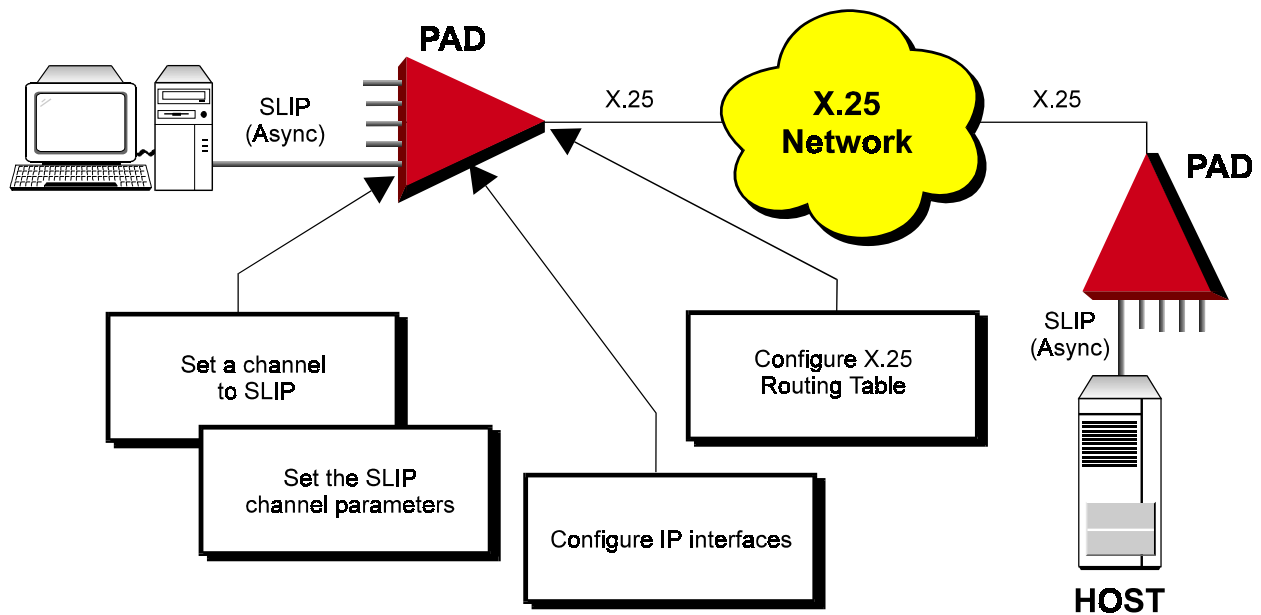 PAD
SLIP
(Async)
X.25
X.25
Network
X.25
PAD
SLIP
(Async)
HOST
Set a channel
to SLIP
Set the SLIP
channel parameters
Configure IP interfaces
Configure X.25
Routing Table